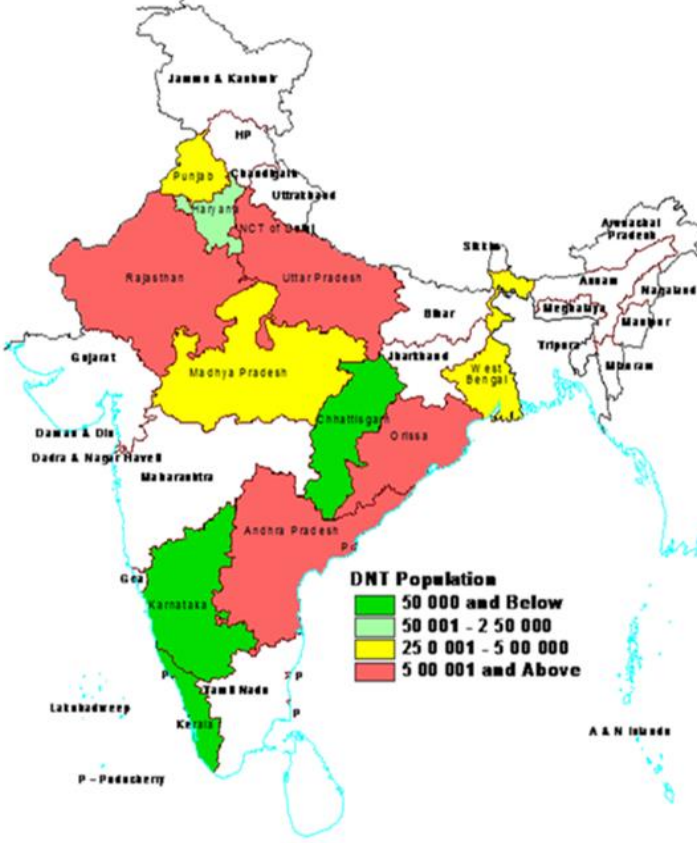 Jammu & Kashmir
HP
Punjab
Chandigarh
Uttrakhand
Haryana
NCT of Delhi
Arunachal
Pradesh
Sikkim
Rajasthan
Uttar Pradesh
Assam
Nagaland
Bihar
Meghalaya
Manipur
Gujarat
Jharkhand
Tripura
Mizoram
Madhya Pradesh
West
Bengal
Chhattisgarh
Daman & Diu
Orissa
Dadra & Nagar Haveli
Maharashtra
Andhra Pradesh
DNT Population
50 000 and Below
50 001 - 2 50 000
25 0 001 - 5 00 000
5 00 001 and Above
Goa
Karnataka
P
Tamil Nadu
P
P
Lakshadweep
Kerala
A & N Islands
P - Puducherry